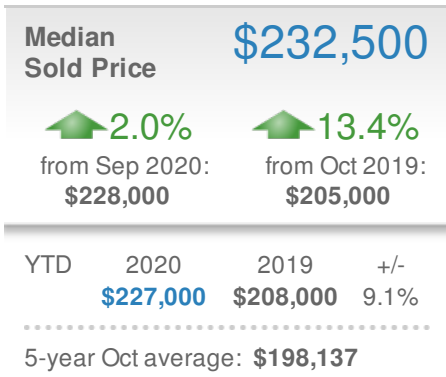 Median
Sold Price
$232,500
2.0%
from Sep 2020:
$228,000
13.4%
from Oct 2019:
$205,000
YTD 2020 2019 +/-
$227,000 $208,000 9.1%
5-year Oct average: $198,137